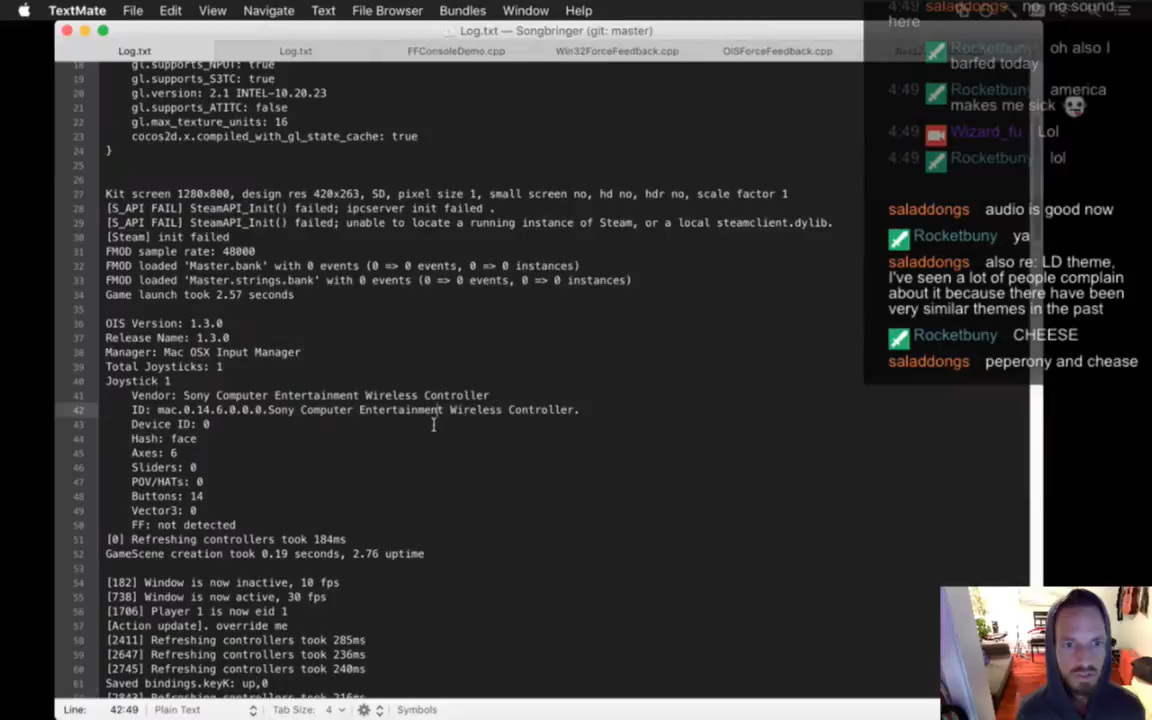 TextMate File Edit View Navigate Text File Browser Bundles Window Help
Log.txt — Songbringer (git: master)
Log.txt Log.txt FFConsoleDemo.cpp Win32ForceFeedback.cpp OISForceFeedback.cpp
18 gl.supports_NPOT: true
19 gl.supports_S3TC: true
20 gl.version: 2.1 INTEL-10.20.23
21 gl.supports_ATITC: false
22 gl.max_texture_units: 16
23 cocos2d.x.compiled_with_gl_state_cache: true
24 }
25
26
27 Kit screen 1280x800, design res 420x263, SD, pixel size 1, small screen no, hd no, hdr no, scale factor 1
28 [S_API FAIL] SteamAPI_Init() failed; ipcserver init failed .
29 [S_API FAIL] SteamAPI_Init() failed; unable to locate a running instance of Steam, or a local steamclient.dylib.
30 [Steam] init failed
31 FMOD sample rate: 48000
32 FMOD loaded 'Master.bank' with 0 events (0 => 0 events, 0 => 0 instances)
33 FMOD loaded 'Master.strings.bank' with 0 events (0 => 0 events, 0 => 0 instances)
34 Game launch took 2.57 seconds
35
36 OIS Version: 1.3.0
37 Release Name: 1.3.0
38 Manager: Mac OSX Input Manager
39 Total Joysticks: 1
40 Joystick 1
41 Vendor: Sony Computer Entertainment Wireless Controller
42 ID: mac.0.14.6.0.0.0.Sony Computer Entertainment Wireless Controller.
43 Device ID: 0
44 Hash: face
45 Axes: 6
46 Sliders: 0
47 POV/HATs: 0
48 Buttons: 14
49 Vector3: 0
50 FF: not detected
51 [0] Refreshing controllers took 184ms
52 GameScene creation took 0.19 seconds, 2.76 uptime
53
54 [182] Window is now inactive, 10 fps
55 [738] Window is now active, 30 fps
56 [1706] Player 1 is now eid 1
57 [Action update]. override me
58 [2411] Refreshing controllers took 285ms
59 [2647] Refreshing controllers took 236ms
60 [2745] Refreshing controllers took 240ms
61 Saved bindings.keyK: up,0
[2843] Refreshing controllers took 216ms
Line: 42:49 Plain Text Tab Size: 4 Symbols
4:49 saladdongs no, no sound
here
Rocketbuny oh also I
barfed today
4:49 Rocketbuny america
makes me sick
4:49 Wizard_fu Lol
4:49 Rocketbuny lol
saladdongs audio is good now
Rocketbuny ya
saladdongs also re: LD theme,
I've seen a lot of people complain
about it because there have been
very similar themes in the past
Rocketbuny CHEESE
saladdongs peperony and chease